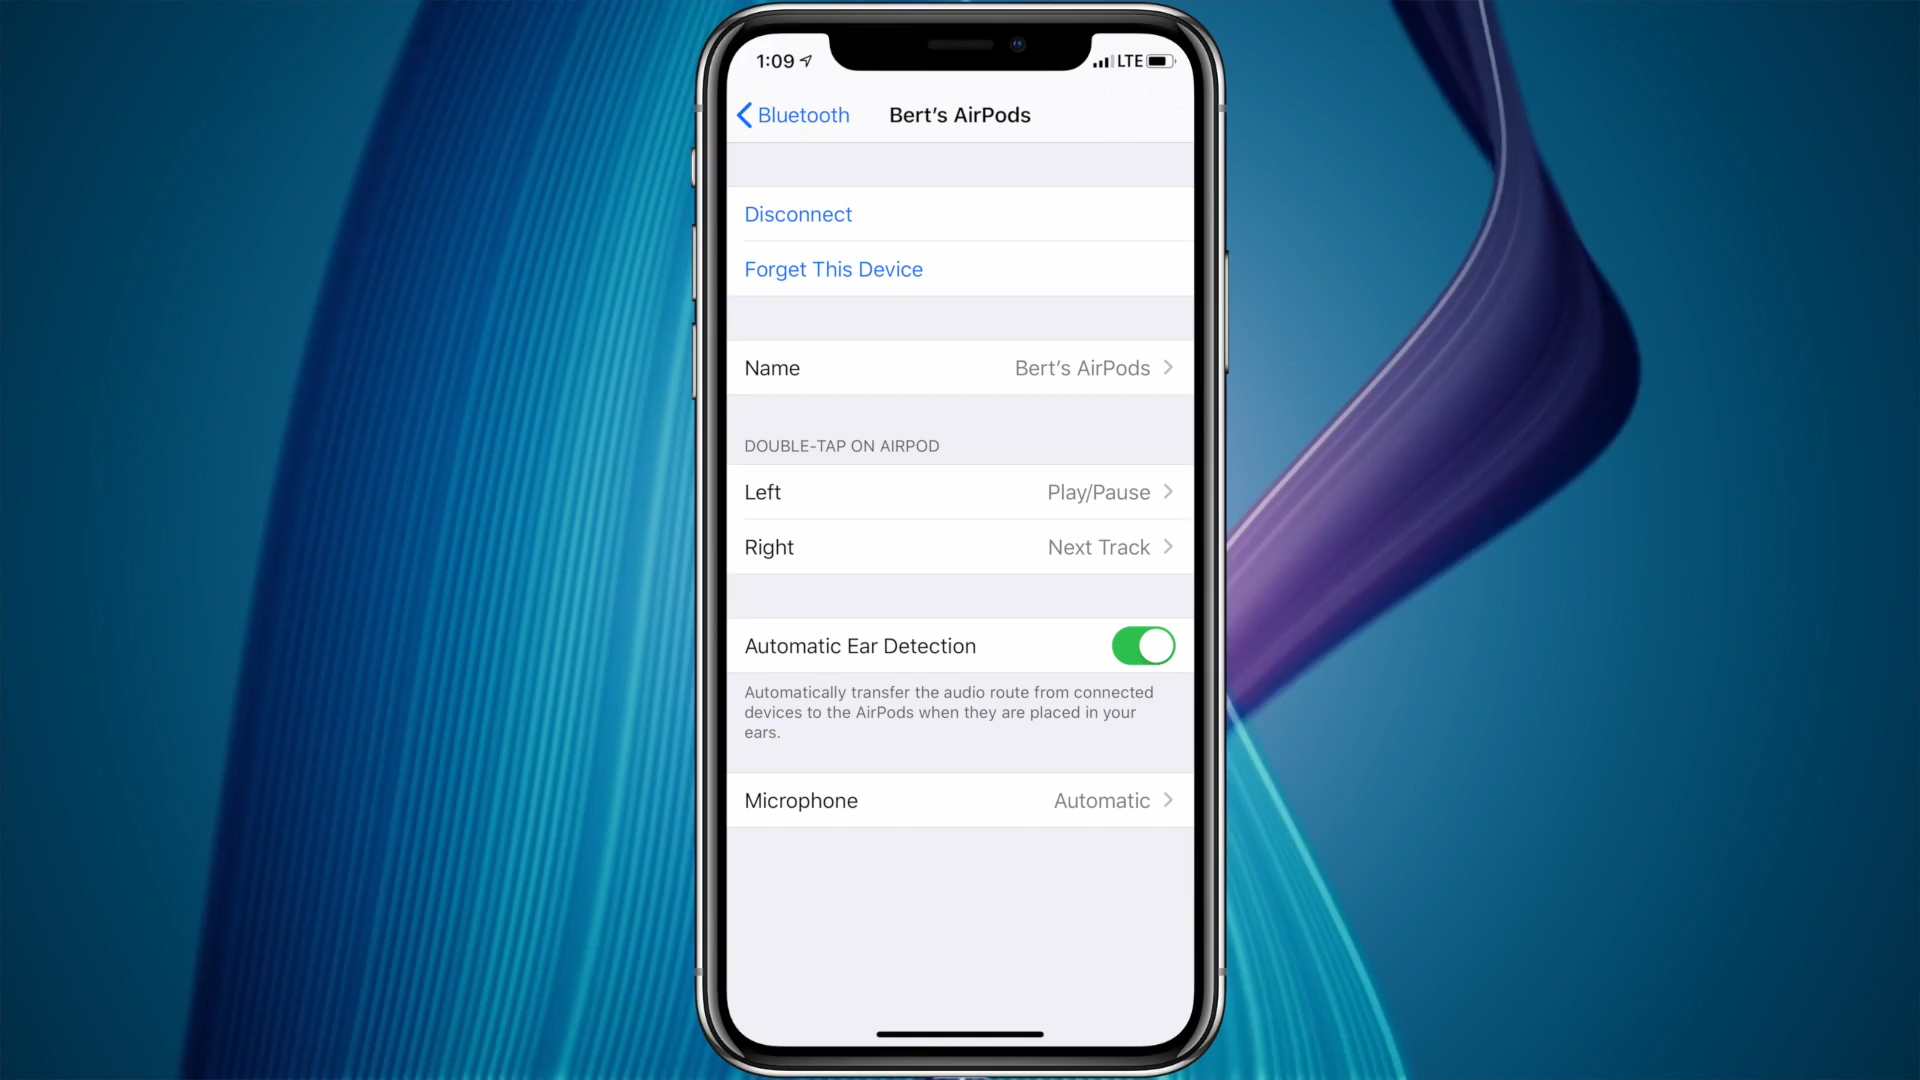 1:09 LTE
Bluetooth Bert’s AirPods
Disconnect
Forget This Device
Name Bert’s AirPods
DOUBLE-TAP ON AIRPOD
Left Play/Pause
Right Next Track
Automatic Ear Detection
Automatically transfer the audio route from connected
devices to the AirPods when they are placed in your
ears.
Microphone Automatic